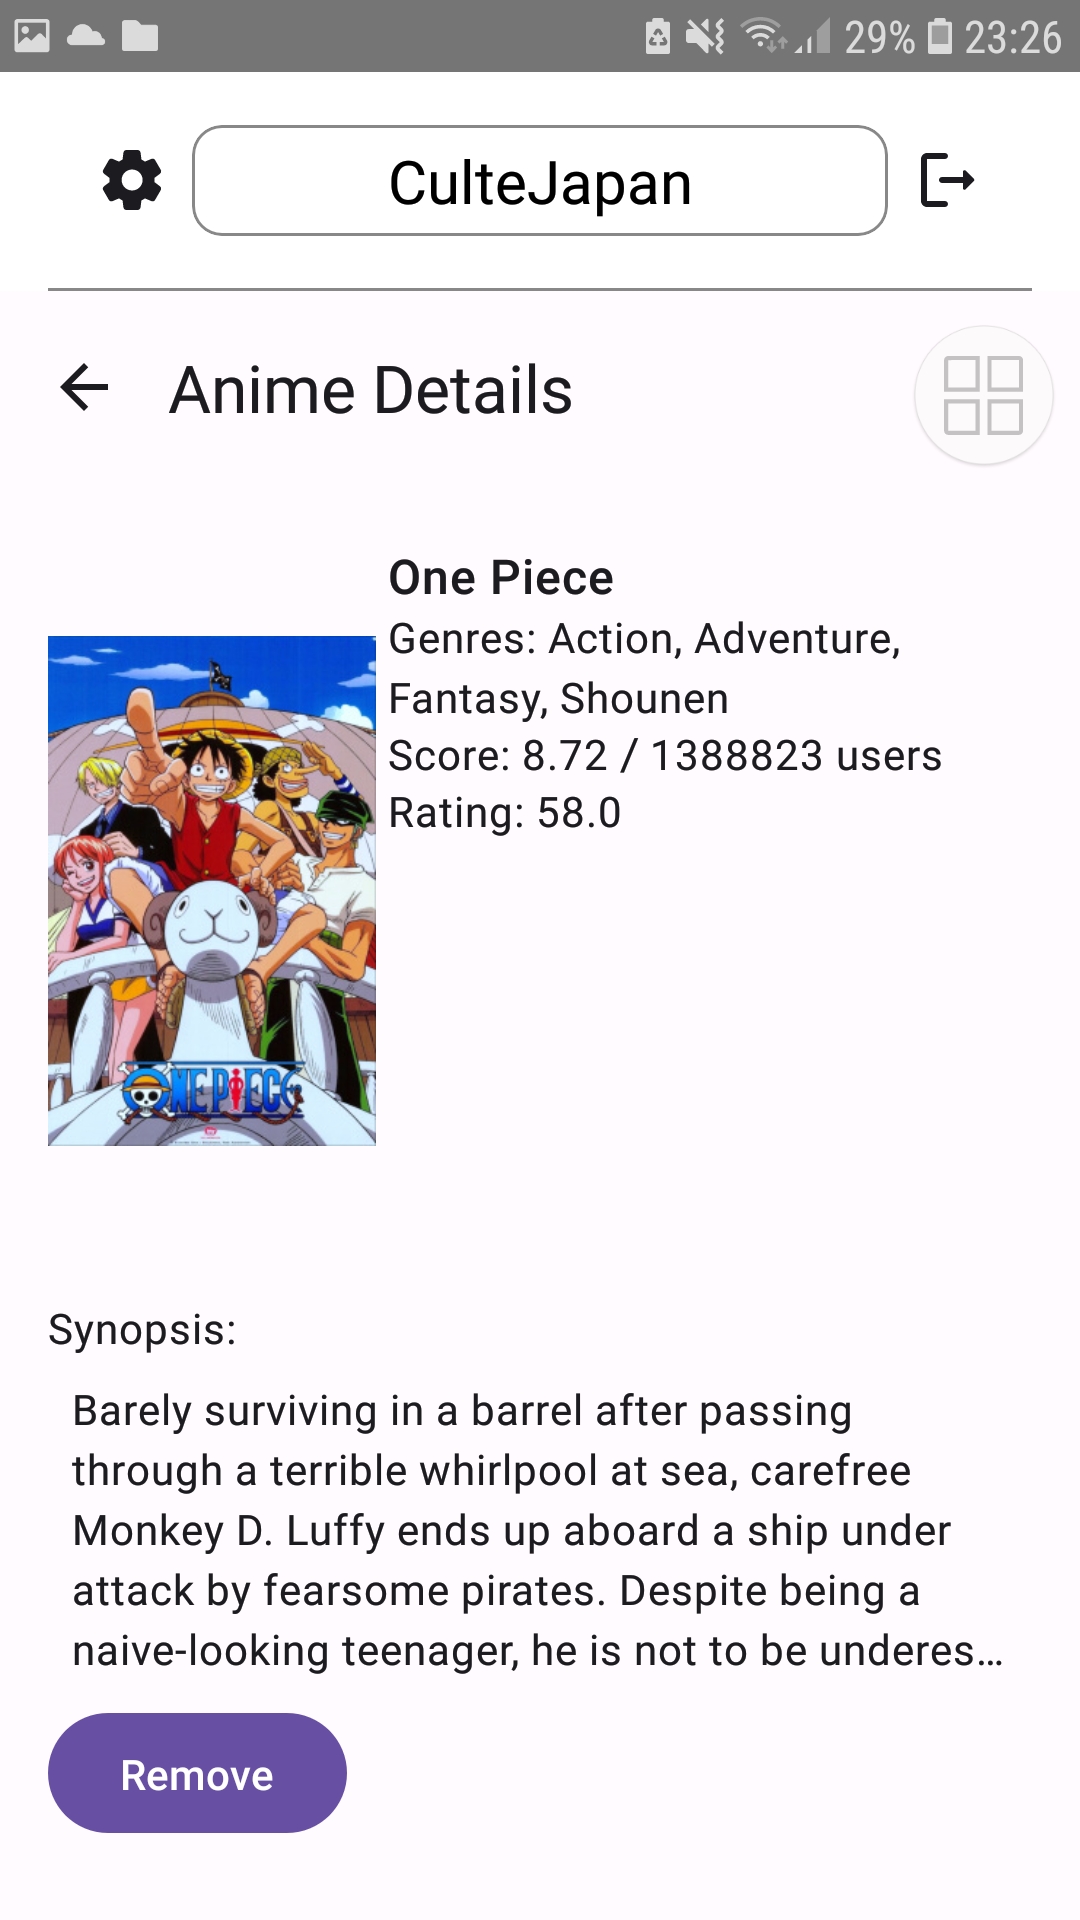 29% 23:26
CulteJapan
Anime Details
One Piece
Genres: Action, Adventure,
Fantasy, Shounen
Score: 8.72 / 1388823 users
Rating: 58.0
ONE PIECE
Synopsis:
Barely surviving in a barrel after passing
through a terrible whirlpool at sea, carefree
Monkey D. Luffy ends up aboard a ship under
attack by fearsome pirates. Despite being a
naive-looking teenager, he is not to be underes…
Remove